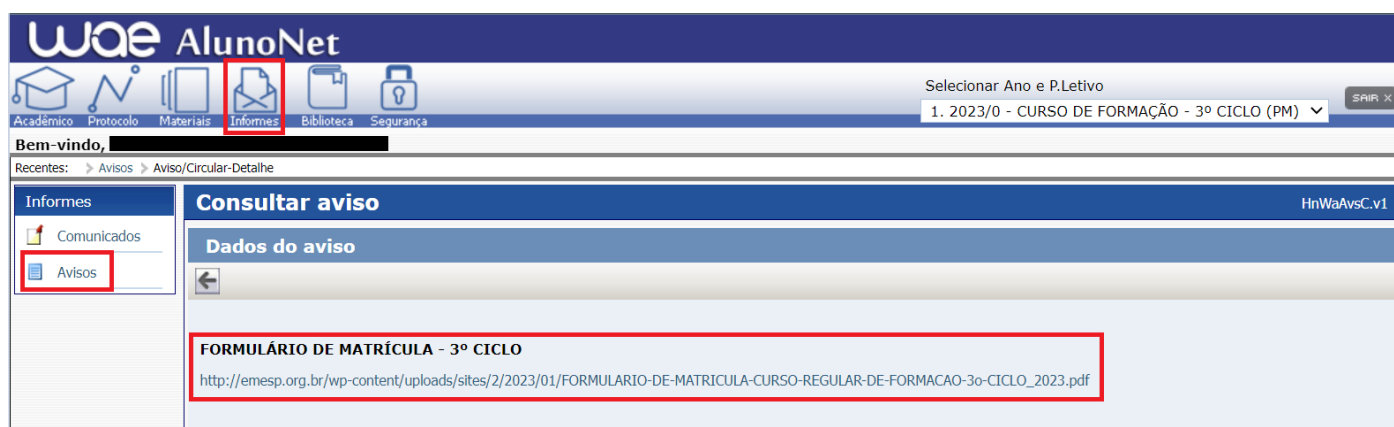 wae AlunoNet
Selecionar Ano e P.Letivo
1. 2023/0 - CURSO DE FORMAÇÃO - 3º CICLO (PM)
SAIR X
Acadêmico Protocolo Materiais Informes Biblioteca Segurança
Bem-vindo,
Recentes: > Avisos > Aviso/Circular-Detalhe
Informes
Consultar aviso
HnWaAvsC.v1
Comunicados
Dados do aviso
Avisos
FORMULÁRIO DE MATRÍCULA - 3º CICLO
http://emesp.org.br/wp-content/uploads/sites/2/2023/01/FORMULARIO-DE-MATRICULA-CURSO-REGULAR-DE-FORMACAO-3o-CICLO_2023.pdf